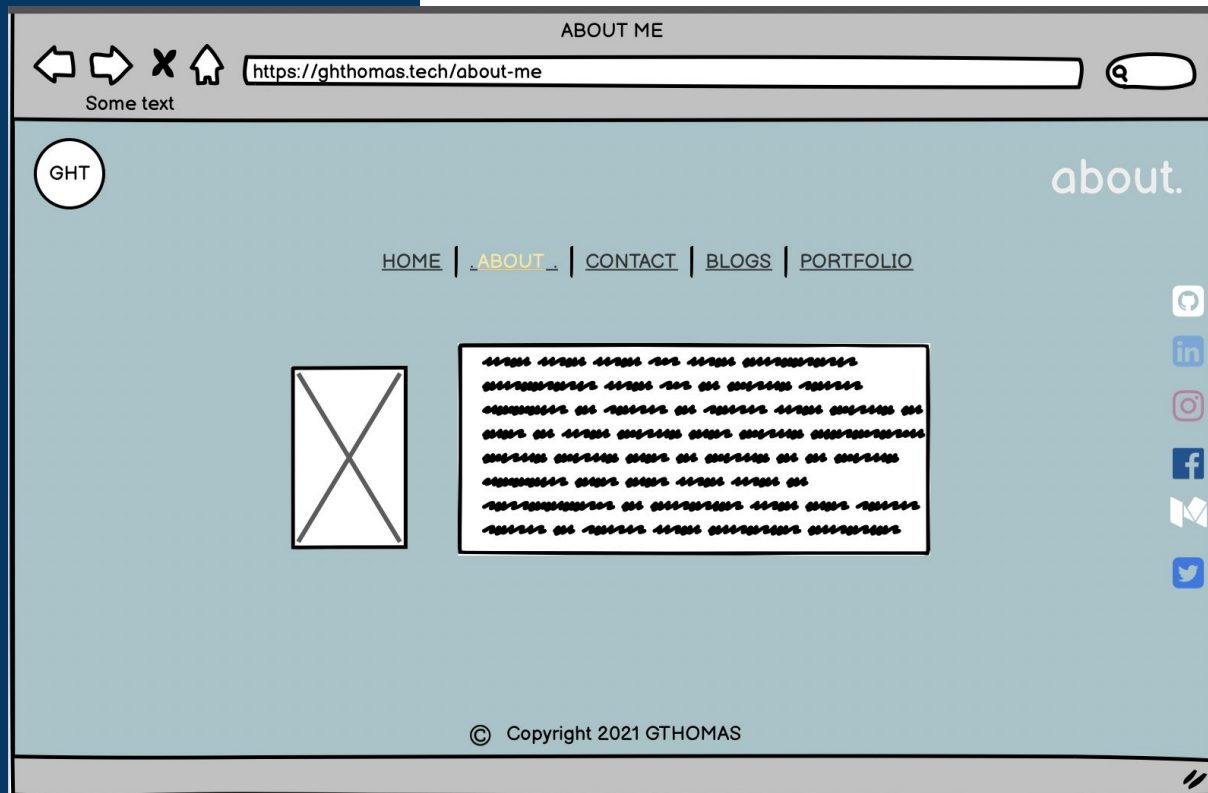 ABOUT ME
https://ghthomas.tech/about-me
Some text
GHT
about.
HOME | . ABOUT . | CONTACT | BLOGS | PORTFOLIO
in
f
© Copyright 2021 GTHOMAS